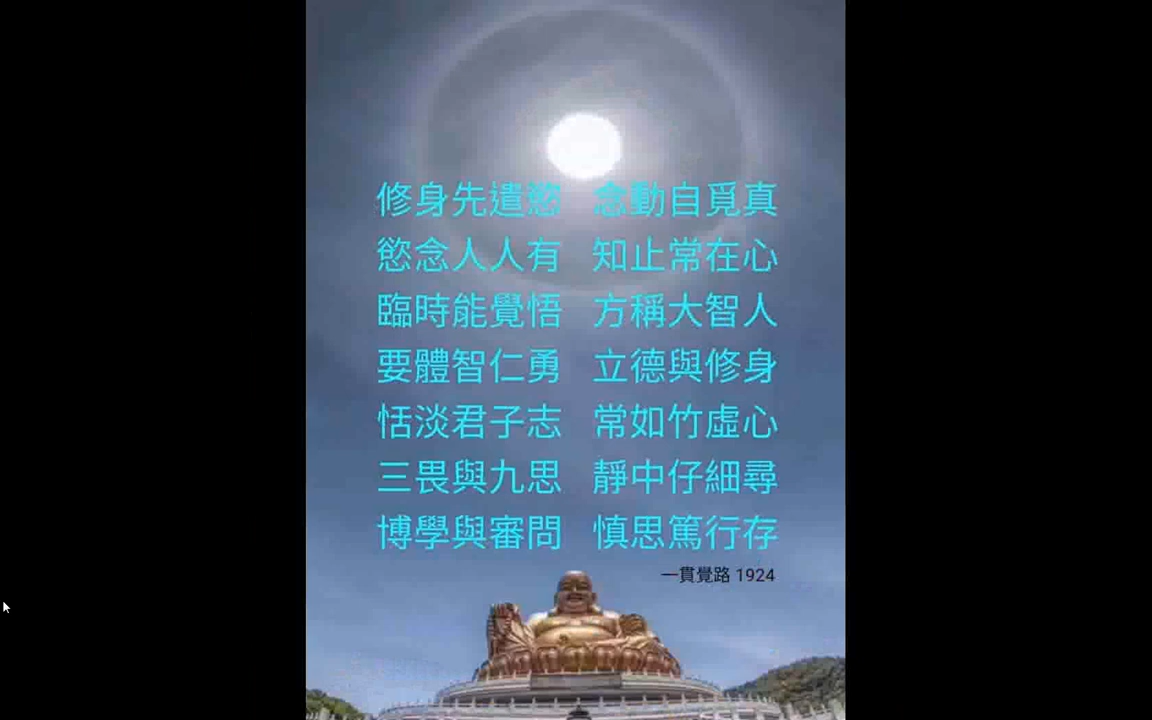 修身先遣慾 念動自覓真
慾念人人有 知止常在心
臨時能覺悟 方稱大智人
要體智仁勇 立德與修身
恬淡君子志 常如竹虛心
三畏與九思 靜中仔細尋
博學與審問 慎思篤行存
一貫覺路 1924